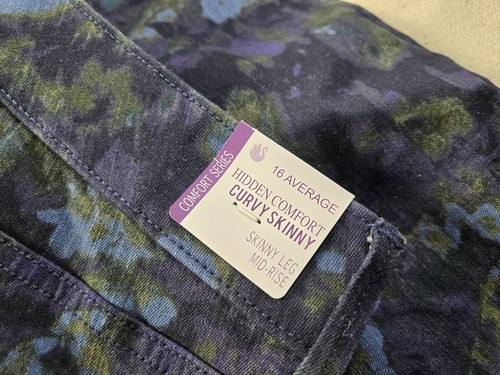 COMFORT SERIES
16 AVERAGE
HIDDEN COMFORT
CURVY SKINNY
SKINNY LEG
MID-RISE